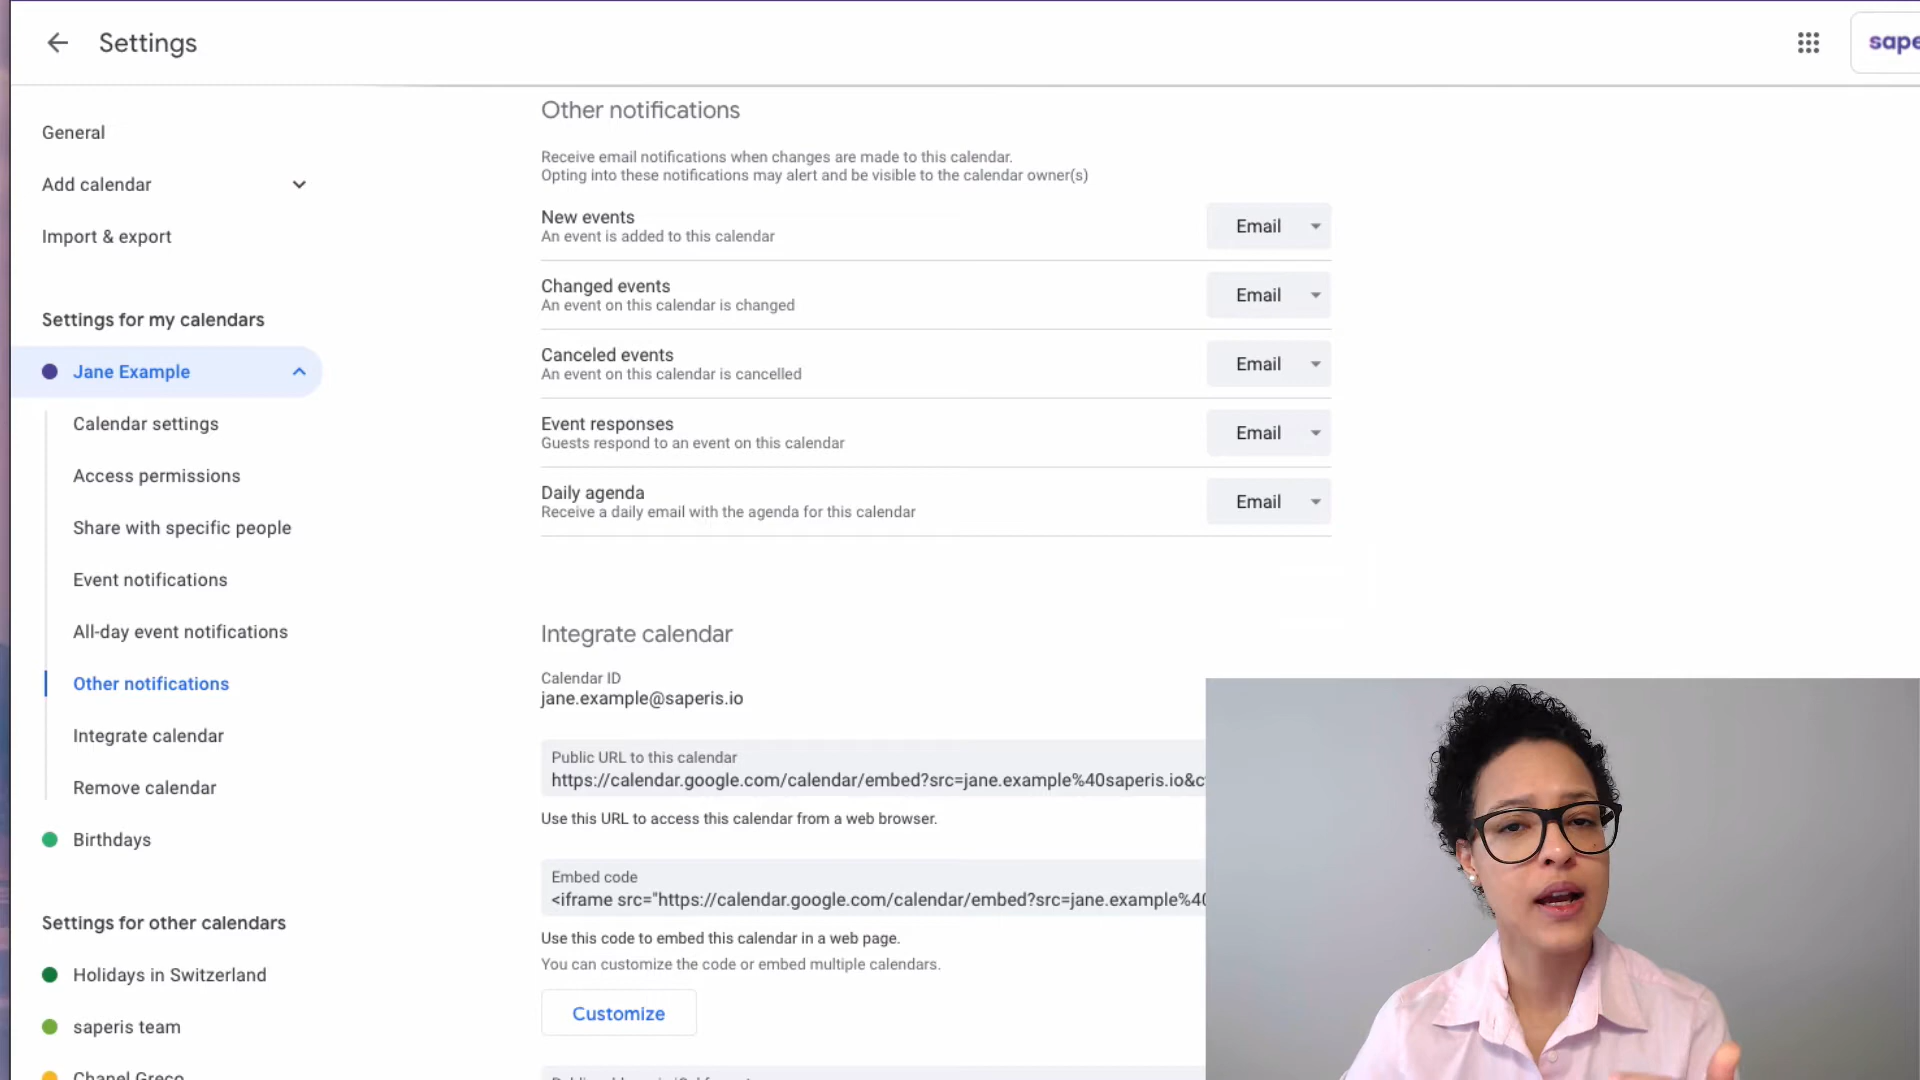 Settings
sape
General
Add calendar
Import & export
Settings for my calendars
Jane Example
Calendar settings
Access permissions
Share with specific people
Event notifications
All-day event notifications
Other notifications
Integrate calendar
Remove calendar
Birthdays
Settings for other calendars
Holidays in Switzerland
saperis team
Chanel Greco
Other notifications
Receive email notifications when changes are made to this calendar.
Opting into these notifications may alert and be visible to the calendar owner(s)
New events
An event is added to this calendar
Email
Changed events
An event on this calendar is changed
Email
Canceled events
An event on this calendar is cancelled
Email
Event responses
Guests respond to an event on this calendar
Email
Daily agenda
Receive a daily email with the agenda for this calendar
Email
Integrate calendar
Calendar ID
jane.example@saperis.io
Public URL to this calendar
https://calendar.google.com/calendar/embed?src=jane.example%40saperis.io&c
Use this URL to access this calendar from a web browser.
Embed code
<iframe src="https://calendar.google.com/calendar/embed?src=jane.example%40
Use this code to embed this calendar in a web page.
You can customize the code or embed multiple calendars.
Customize